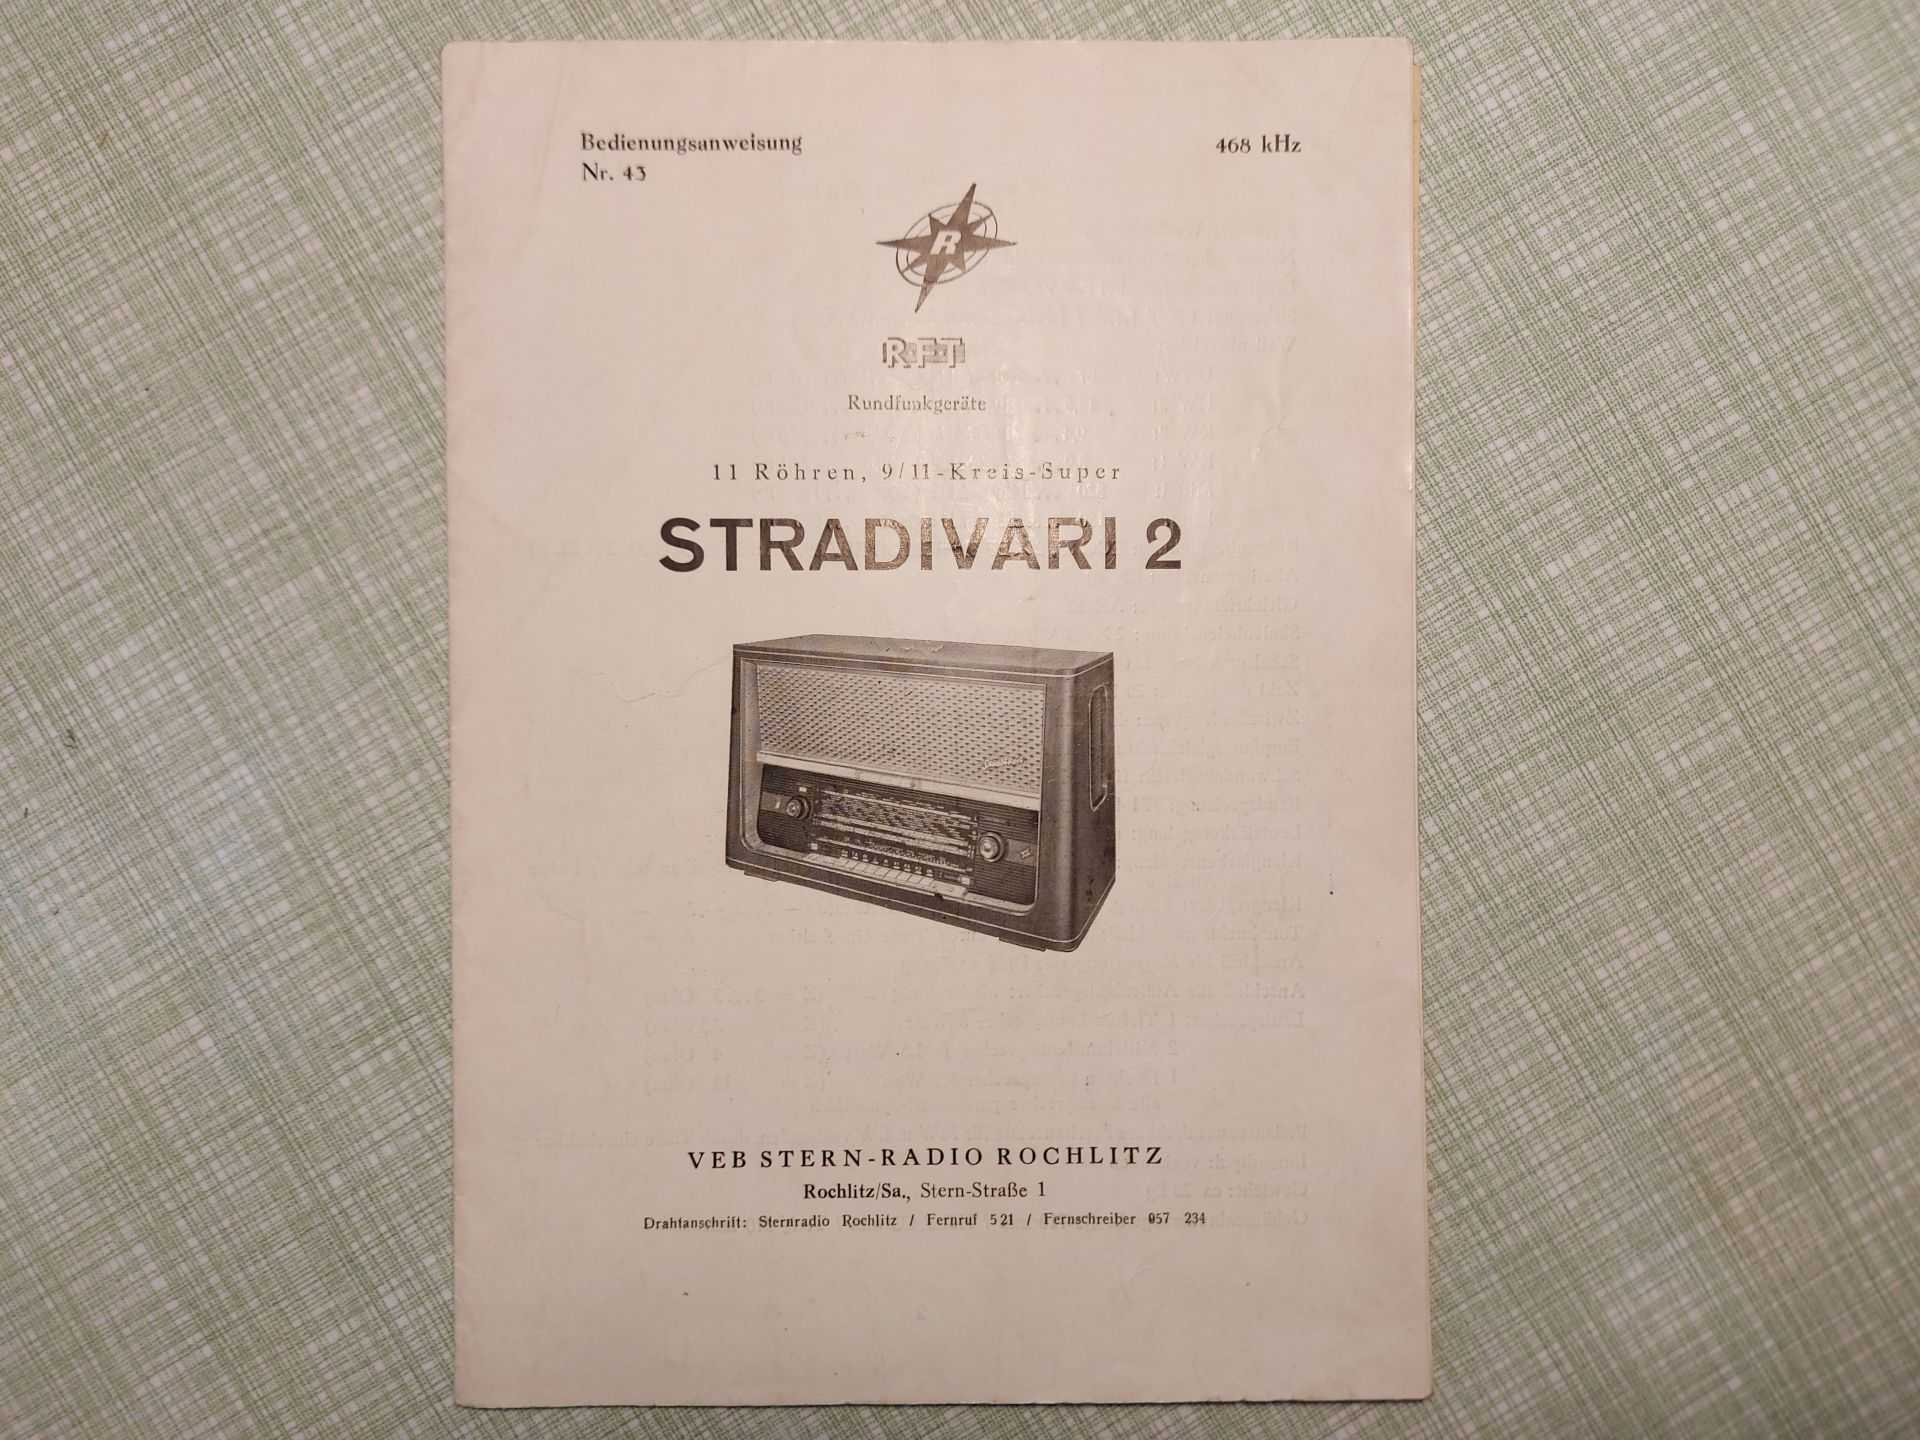 Bedienungsanweisung
Nr. 43
468 kHz
R
RFT
Rundfunkgeräte
11 Röhren, 9/11-Kreis-Super
STRADIVARI 2
VEB STERN-RADIO ROCHLITZ
Rochlitz/Sa., Stern-Straße 1
Drahtanschrift: Sternradio Rochlitz / Fernruf 521 / Fernschreiber 057 234